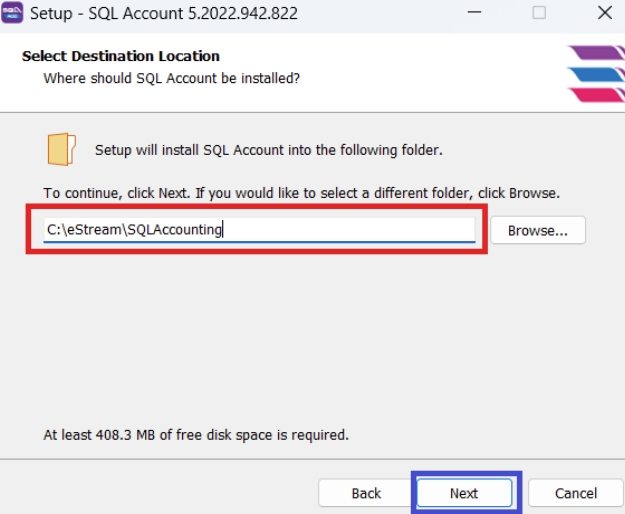 Setup - SQL Account 5.2022.942.822
Select Destination Location
Where should SQL Account be installed?
Setup will install SQL Account into the following folder.
To continue, click Next. If you would like to select a different folder, click Browse.
C:\eStream\SQLAccounting
Browse...
At least 408.3 MB of free disk space is required.
Back
Next
Cancel